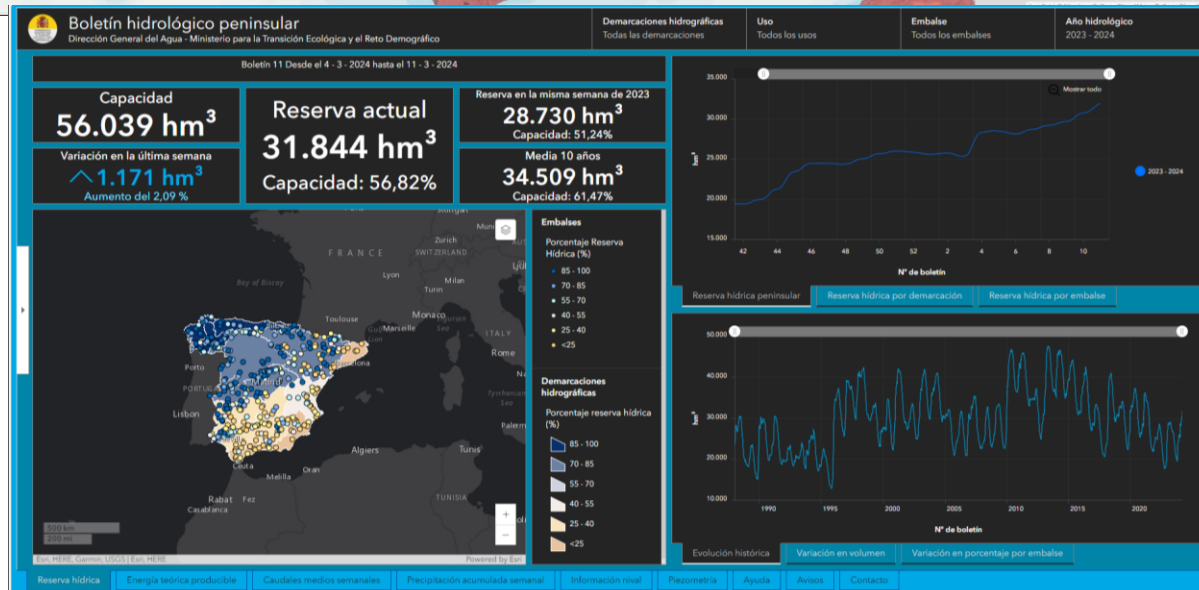 Boletín hidrológico peninsular
Dirección General del Agua - Ministerio para la Transición Ecológica y el Reto Demográfico
Demarcaciones hidrográficas
Todas las demarcaciones
Uso
Todos los usos
Embalse
Todos los embalses
Año hidrológico
2023 - 2024
Boletín 11 Desde el 4 - 3 - 2024 hasta el 11 - 3 - 2024
Capacidad
56.039 hm³
Variación en la última semana
1.171 hm³
Aumento del 2,09 %
Reserva actual
31.844 hm³
Capacidad: 56,82%
Reserva en la misma semana de 2023
28.730 hm³
Capacidad: 51,24%
Media 10 años
34.509 hm³
Capacidad: 61,47%
FRANCE
Zurich
SWITZERLAND
Lyon
Milan
Turin
Bay of Biscay
Toulouse
Marseille
Monaco
ITALY
Rome
Porto
PORTUGAL
Madrid
Lisbon
Algiers
Tunis
Ceuta
Melilla
Oran
Rabat
Fez
Casablanca
TUNISIA
500 km
200 mi
+
−
Esri, HERE, Garmin, USGS | Esri, HERE
Powered by Esri
Embalses
Porcentaje Reserva
Hídrica (%)
85 - 100
70 - 85
55 - 70
40 - 55
25 - 40
<25
Demarcaciones
hidrográficas
Porcentaje reserva hídrica
(%)
85 - 100
70 - 85
55 - 70
40 - 55
25 - 40
<25
Mostrar todo
35.000
30.000
25.000
20.000
15.000
hm³
42 44 46 48 50 52 2 4 6 8 10
Nº de boletín
2023 - 2024
Reserva hídrica peninsular
Reserva hídrica por demarcación
Reserva hídrica por embalse
50.000
40.000
30.000
20.000
10.000
hm³
1990 1995 2000 2005 2010 2015 2020
Nº de boletín
Evolución histórica
Variación en volumen
Variación en porcentaje por embalse
Reserva hídrica
Energía teórica producible
Caudales medios semanales
Precipitación acumulada semanal
Información nival
Piezometría
Ayuda
Avisos
Contacto